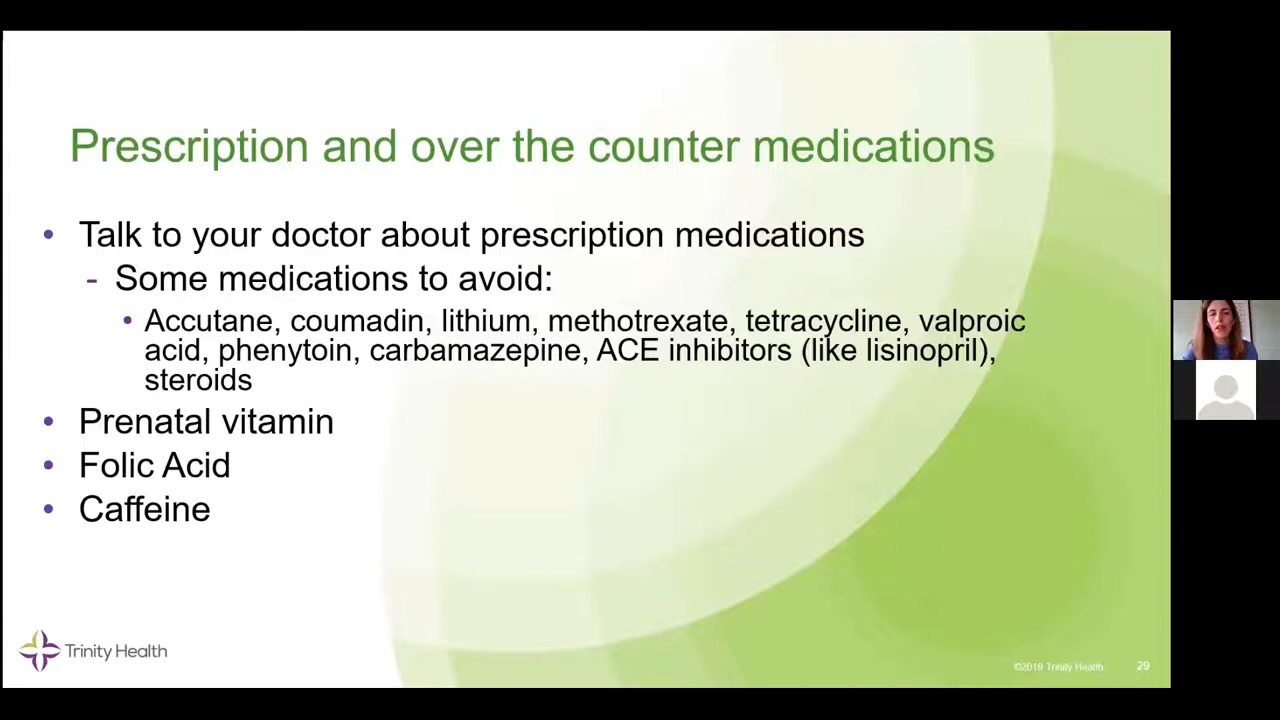 Prescription and over the counter medications
• Talk to your doctor about prescription medications
- Some medications to avoid:
• Accutane, coumadin, lithium, methotrexate, tetracycline, valproic
acid, phenytoin, carbamazepine, ACE inhibitors (like lisinopril),
steroids
• Prenatal vitamin
• Folic Acid
• Caffeine
Trinity Health
©2019 Trinity Health 29